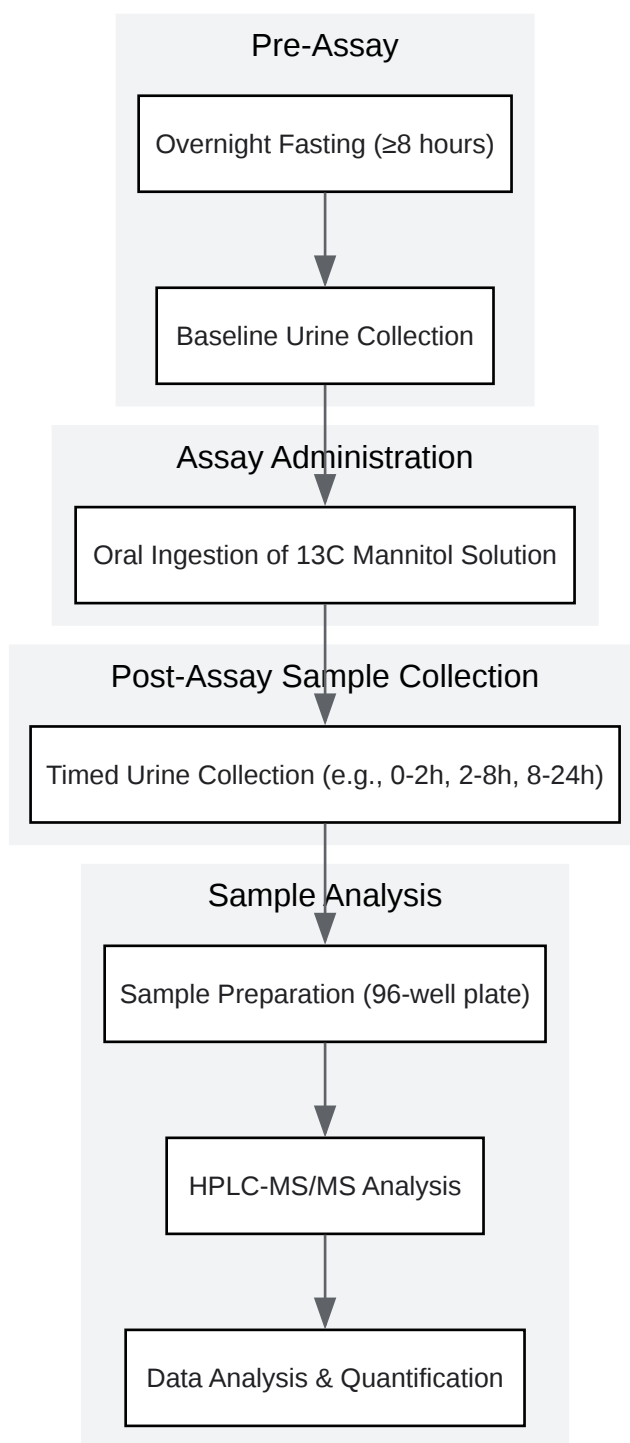 Pre-Assay
Overnight Fasting (≥8 hours)
Baseline Urine Collection
Assay Administration
Oral Ingestion of 13C Mannitol Solution
Post-Assay Sample Collection
Timed Urine Collection (e.g., 0-2h, 2-8h, 8-24h)
Sample Analysis
Sample Preparation (96-well plate)
HPLC-MS/MS Analysis
Data Analysis & Quantification